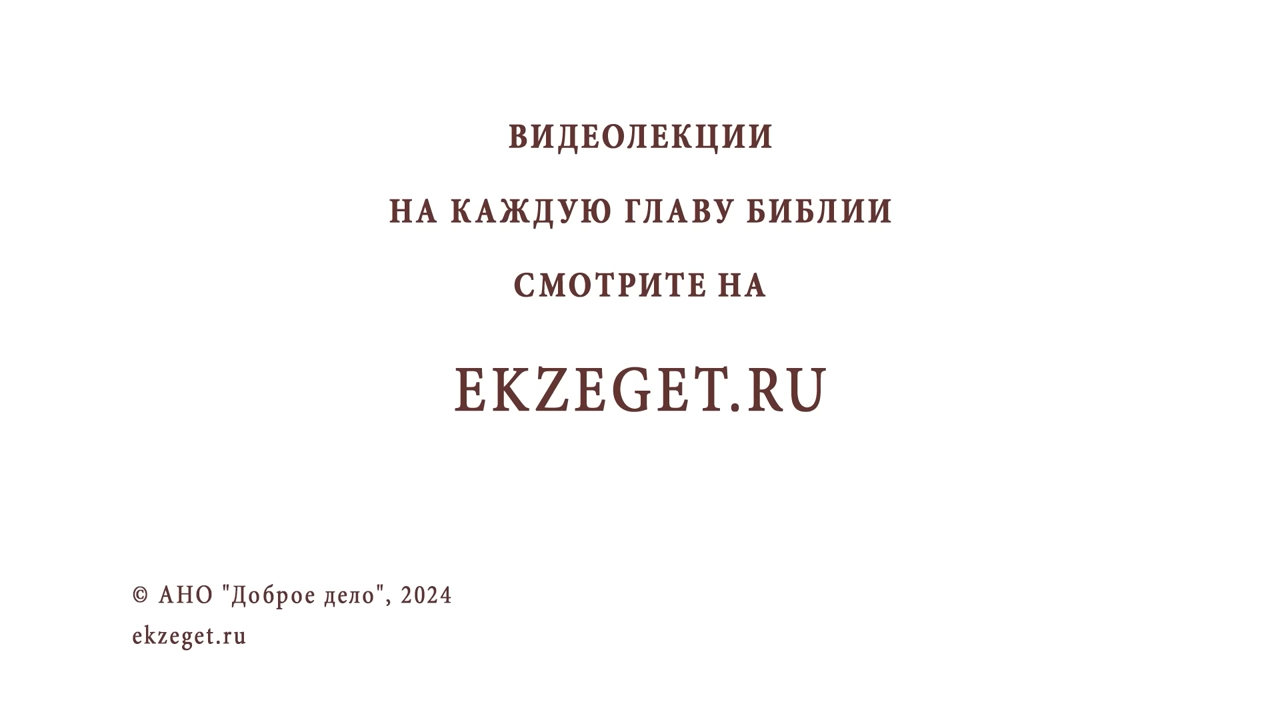 ВИДЕОЛЕКЦИИ
НА КАЖДУЮ ГЛАВУ БИБЛИИ
СМОТРИТЕ НА
EKZEGET.RU
© АНО "Доброе дело", 2024
ekzeget.ru